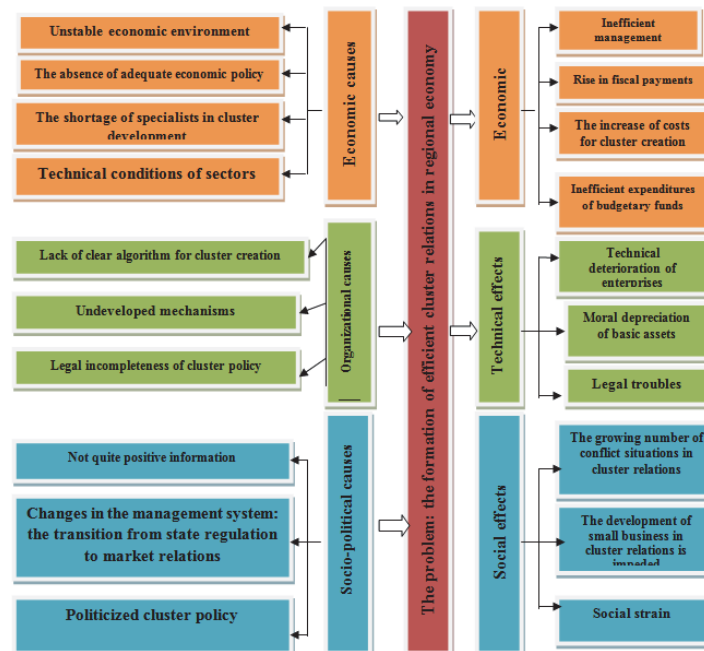 Unstable economic environment
The absence of adequate economic policy
The shortage of specialists in cluster
development
Technical conditions of sectors
Economic causes
Lack of clear algorithm for cluster creation
Undeveloped mechanisms
Legal incompleteness of cluster policy
Organizational causes
Not quite positive information
Changes in the management system:
the transition from state regulation
to market relations
Politicized cluster policy
Socio-political causes
The problem: the formation of efficient cluster relations in regional economy
Economic
Inefficient
management
Rise in fiscal payments
The increase of costs
for cluster creation
Inefficient expenditures
of budgetary funds
Technical effects
Technical
deterioration of
enterprises
Moral depreciation
of basic assets
Legal troubles
Social effects
The growing number of
conflict situations in
cluster relations
The development of
small business in
cluster relations is
impeded
Social strain